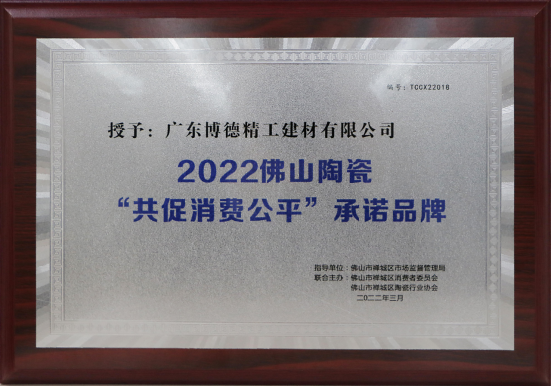 编号：TCCX22018
授予：广东博德精工建材有限公司
2022佛山陶瓷
“共促消费公平”承诺品牌
指导单位：佛山市禅城区市场监督管理局
联合主办：佛山市禅城区消费者委员会
佛山市禅城区陶瓷行业协会
二〇二二年三月